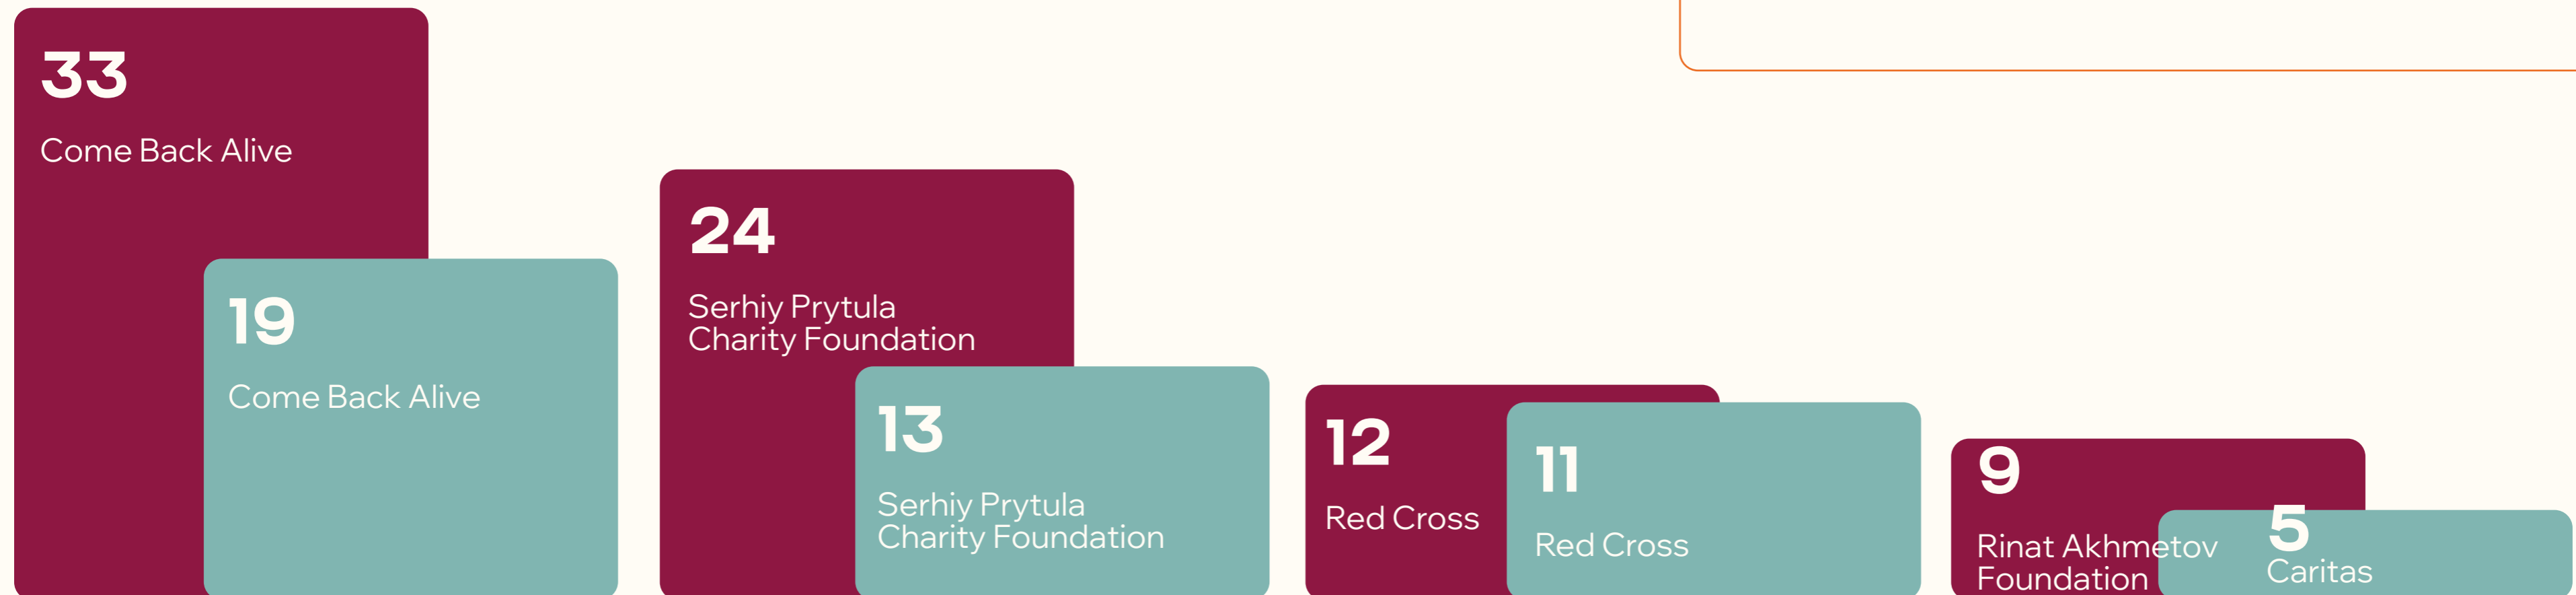 33
Come Back Alive
19
Come Back Alive
24
Serhiy Prytula
Charity Foundation
13
Serhiy Prytula
Charity Foundation
12
Red Cross
11
Red Cross
9
Rinat Akhmetov
Foundation
5
Caritas